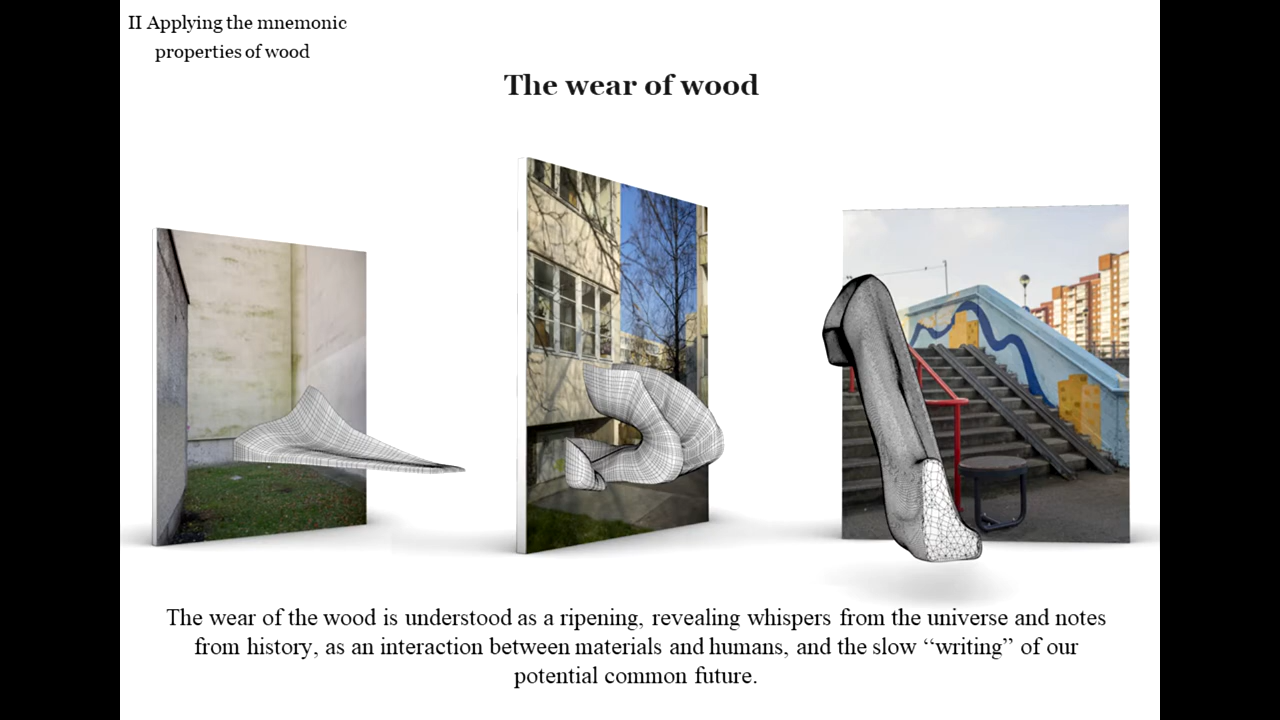 II Applying the mnemonic
properties of wood
The wear of wood
The wear of the wood is understood as a ripening, revealing whispers from the universe and notes
from history, as an interaction between materials and humans, and the slow “writing” of our
potential common future.